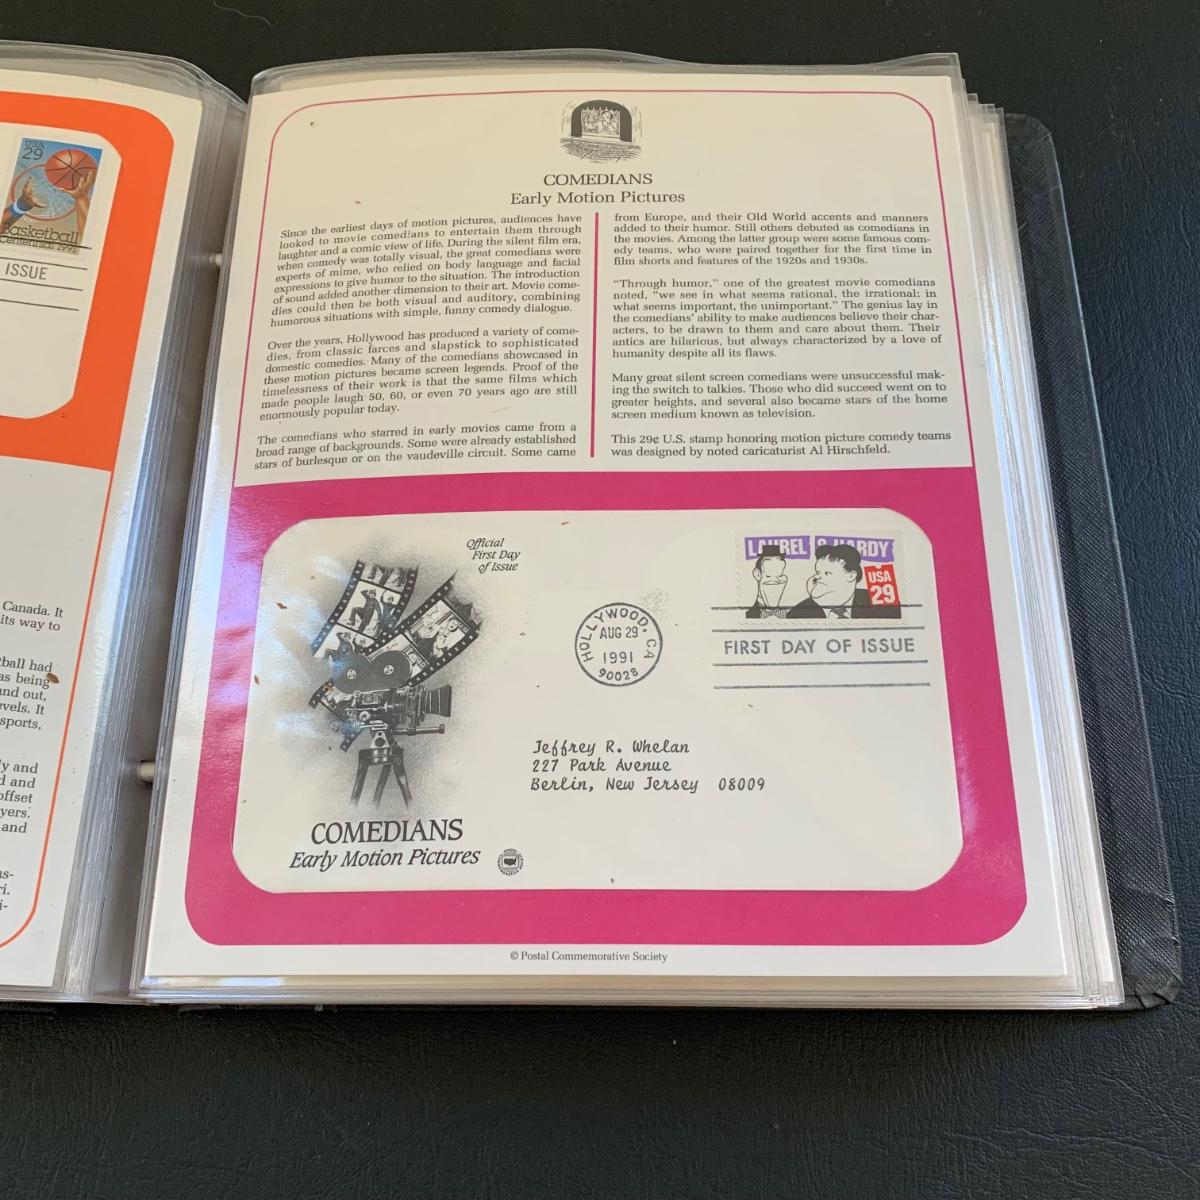 USA
29
Basketball
Centennial 1991
ISSUE
Canada. It
its way to
ball had
as being
and out,
evels. It
sports,
y and
d and
offset
yers.
and
COMEDIANS
Early Motion Pictures
Since the earliest days of motion pictures, audiences have
looked to movie comedians to entertain them through
laughter and a comic view of life. During the silent film era,
when comedy was totally visual, the great comedians were
experts of mime, who relied on body language and facial
expressions to give humor to the situation. The introduction
of sound added another dimension to their art. Movie come-
dies could then be both visual and auditory, combining
humorous situations with simple, funny comedy dialogue.
Over the years, Hollywood has produced a variety of come-
dies, from classic farces and slapstick to sophisticated
domestic comedies. Many of the comedians showcased in
these motion pictures became screen legends. Proof of the
timelessness of their work is that the same films which
made people laugh 50, 60, or even 70 years ago are still
enormously popular today.
The comedians who starred in early movies came from a
broad range of backgrounds. Some were already established
stars of burlesque or on the vaudeville circuit. Some came
from Europe, and their Old World accents and manners
added to their humor. Still others debuted as comedians in
the movies. Among the latter group were some famous com-
edy teams, who were paired together for the first time in
film shorts and features of the 1920s and 1930s.
"Through humor," one of the greatest movie comedians
noted, "we see in what seems rational, the irrational; in
what seems important, the unimportant." The genius lay in
the comedians' ability to make audiences believe their char-
acters, to be drawn to them and care about them. Their
antics are hilarious, but always characterized by a love of
humanity despite all its flaws.
Many great silent screen comedians were unsuccessful mak-
ing the switch to talkies. Those who did succeed went on to
greater heights, and several also became stars of the home
screen medium known as television.
This 29¢ U.S. stamp honoring motion picture comedy teams
was designed by noted caricaturist Al Hirschfeld.
Official
First Day
of Issue
LAUREL & HARDY
USA
29
HOLLYWOOD, CA
AUG 29
1991
90028
FIRST DAY OF ISSUE
Jeffrey R. Whelan
227 Park Avenue
Berlin, New Jersey 08009
COMEDIANS
Early Motion Pictures
© Postal Commemorative Society